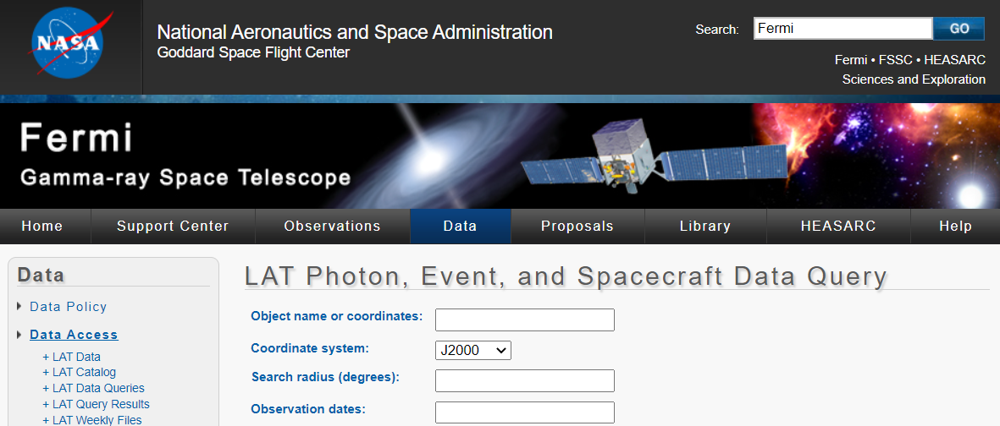 NASA
National Aeronautics and Space Administration
Goddard Space Flight Center
Search: Fermi GO
Fermi • FSSC • HEASARC
Sciences and Exploration
Fermi
Gamma-ray Space Telescope
Home Support Center Observations Data Proposals Library HEASARC Help
Data
Data Policy
Data Access
+ LAT Data
+ LAT Catalog
+ LAT Data Queries
+ LAT Query Results
+ LAT Weekly Files
LAT Photon, Event, and Spacecraft Data Query
Object name or coordinates:
Coordinate system: J2000
Search radius (degrees):
Observation dates: